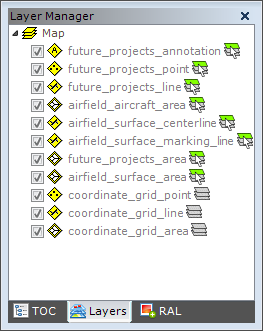 Layer Manager
Map
future_projects_annotation
future_projects_point
future_projects_line
airfield_aircraft_area
airfield_surface_centerline
airfield_surface_marking_line
future_projects_area
airfield_surface_area
coordinate_grid_point
coordinate_grid_line
coordinate_grid_area
TOC Layers RAL